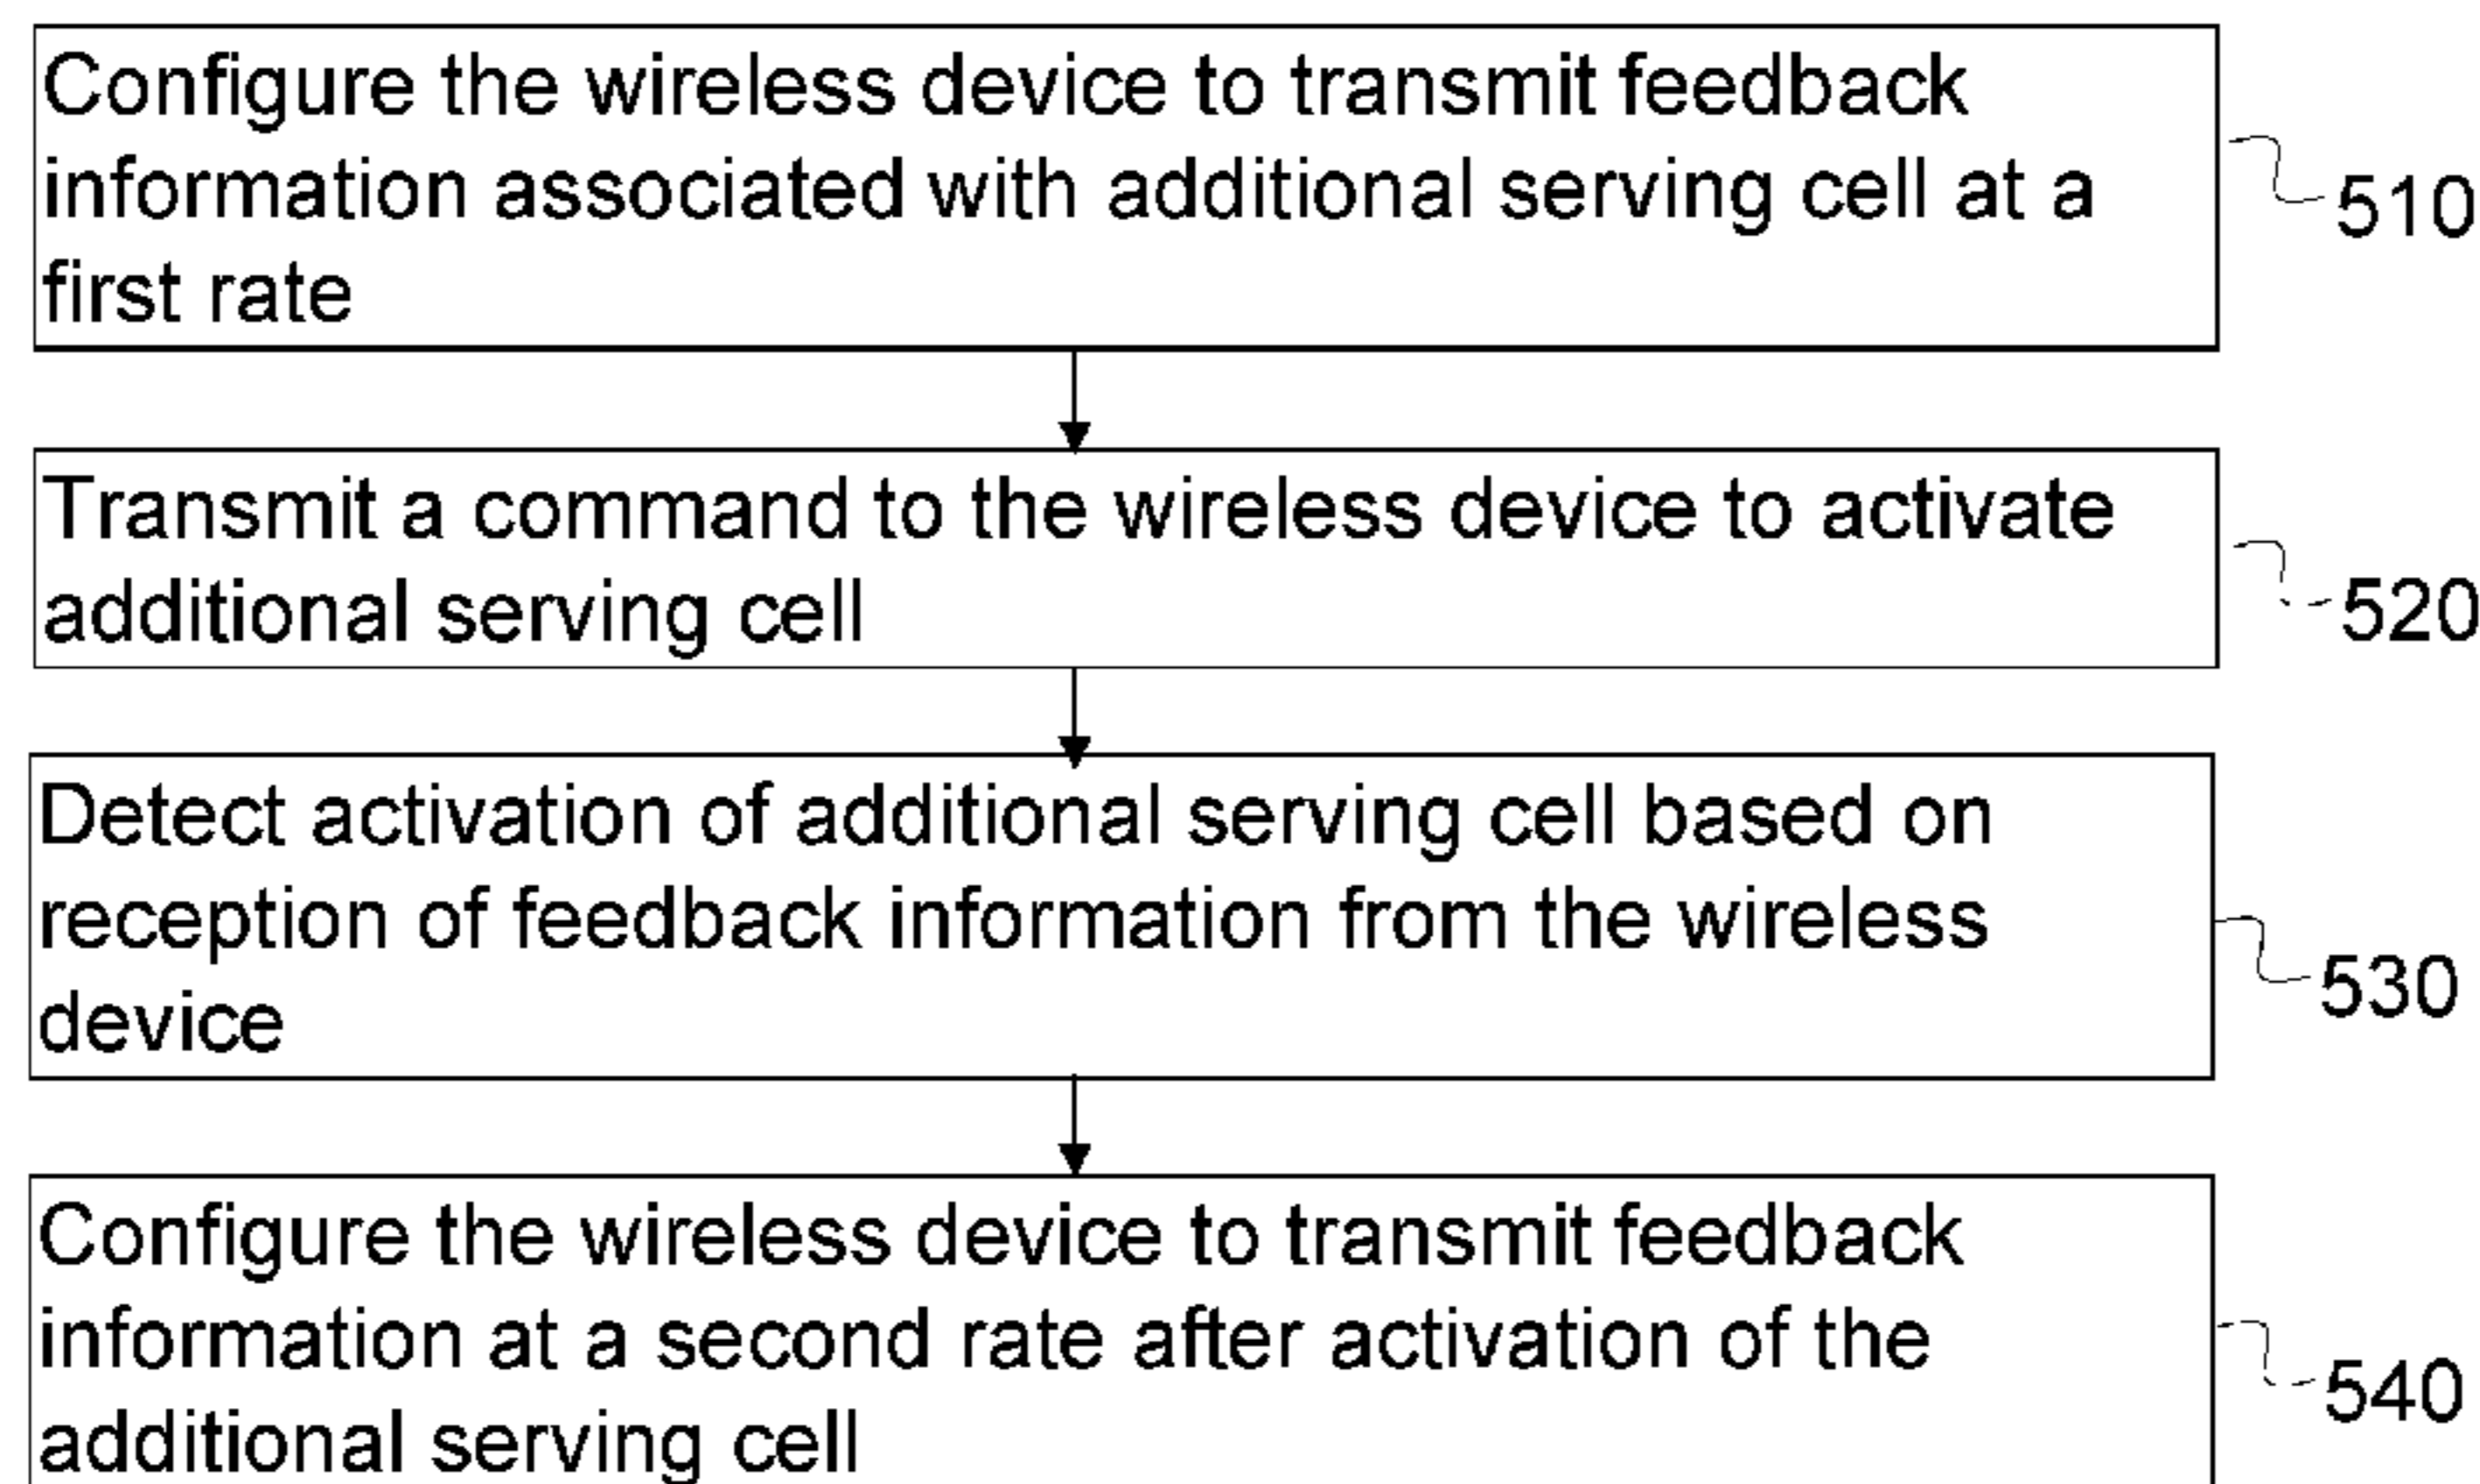 Configure the wireless device to transmit feedback
information associated with additional serving cell at a
first rate
510
Transmit a command to the wireless device to activate
additional serving cell
520
Detect activation of additional serving cell based on
reception of feedback information from the wireless
device
530
Configure the wireless device to transmit feedback
information at a second rate after activation of the
additional serving cell
540